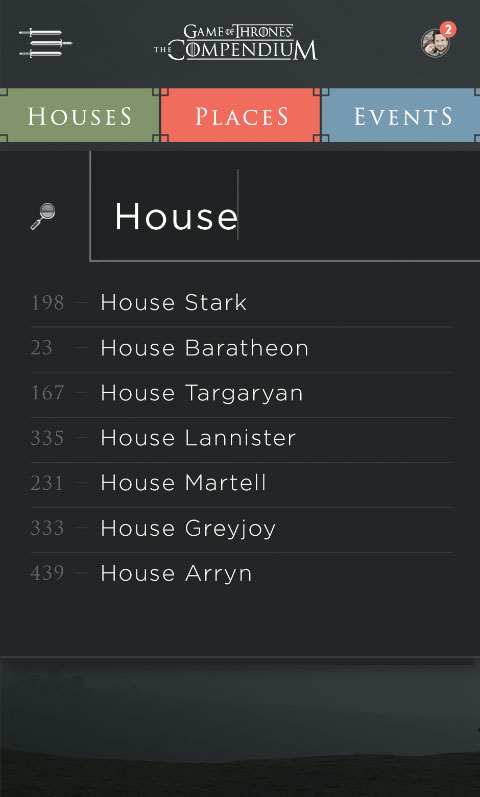 GAME OF THRONES
THE COMPENDIUM
2
HOUSES PLACES EVENTS
House
198 – House Stark
23 – House Baratheon
167 – House Targaryan
335 – House Lannister
231 – House Martell
333 – House Greyjoy
439 – House Arryn